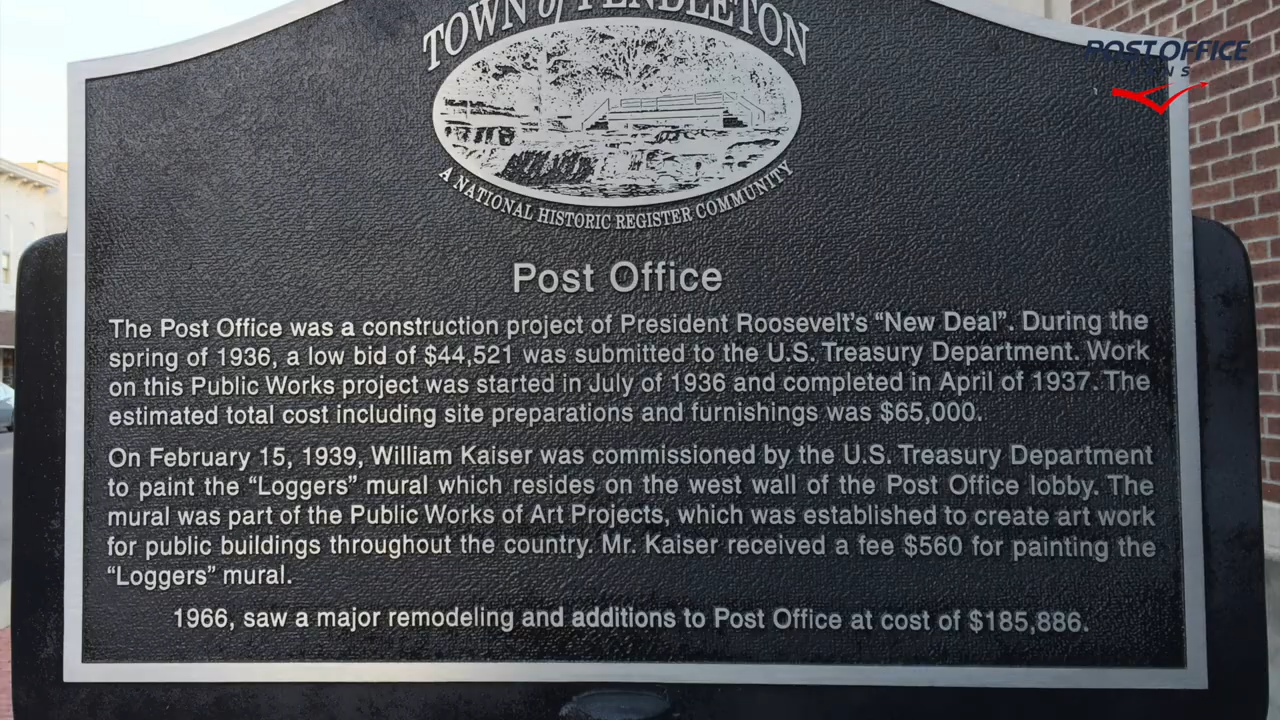 TOWN of PENDLETON
A NATIONAL HISTORIC REGISTER COMMUNITY
POST OFFICE
FANS
Post Office
The Post Office was a construction project of President Roosevelt's “New Deal”. During the
spring of 1936, a low bid of $44,521 was submitted to the U.S. Treasury Department. Work
on this Public Works project was started in July of 1936 and completed in April of 1937. The
estimated total cost including site preparations and furnishings was $65,000.
On February 15, 1939, William Kaiser was commissioned by the U.S. Treasury Department
to paint the “Loggers” mural which resides on the west wall of the Post Office lobby. The
mural was part of the Public Works of Art Projects, which was established to create art work
for public buildings throughout the country. Mr. Kaiser received a fee $560 for painting the
“Loggers” mural.
1966, saw a major remodeling and additions to Post Office at cost of $185,886.